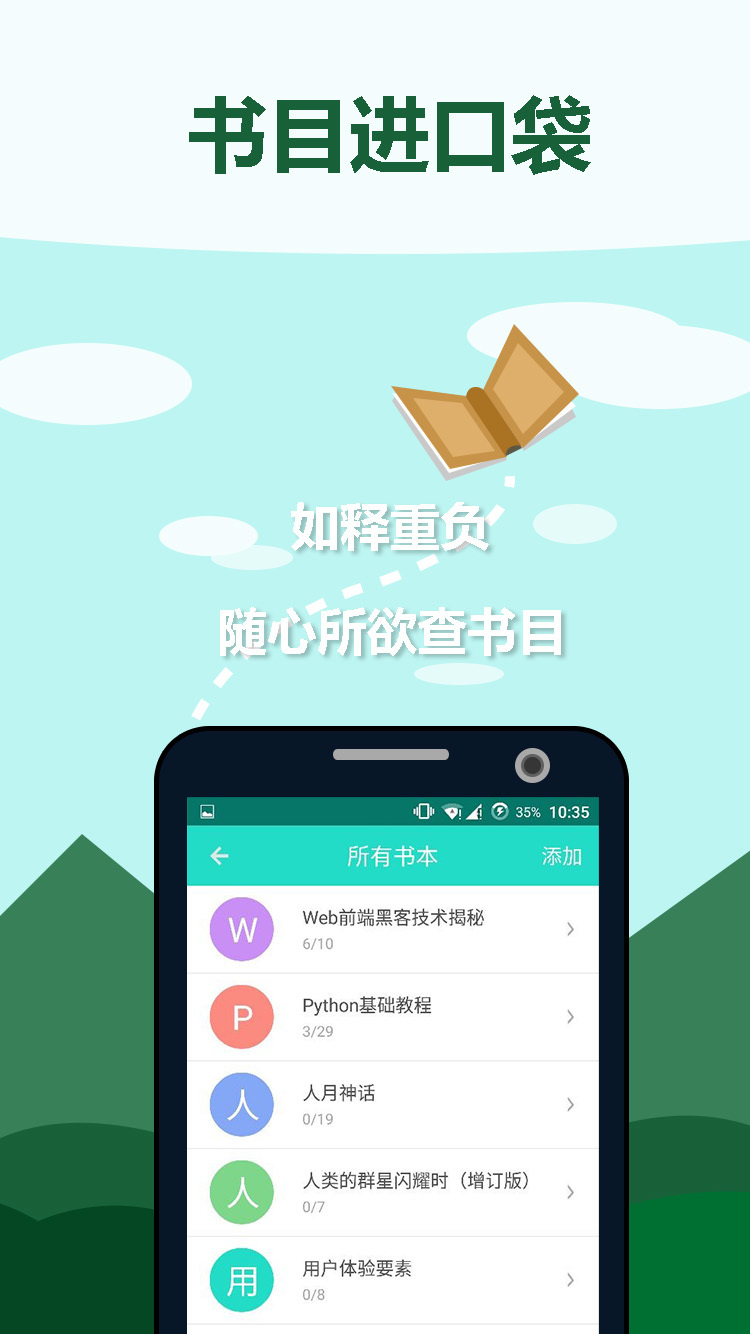 书目进口袋
如释重负
随心所欲查书目
35% 10:35
所有书本 添加
W
Web前端黑客技术揭秘
6/10
P
Python基础教程
3/29
人
人月神话
0/19
人
人类的群星闪耀时（增订版）
0/7
用
用户体验要素
0/8